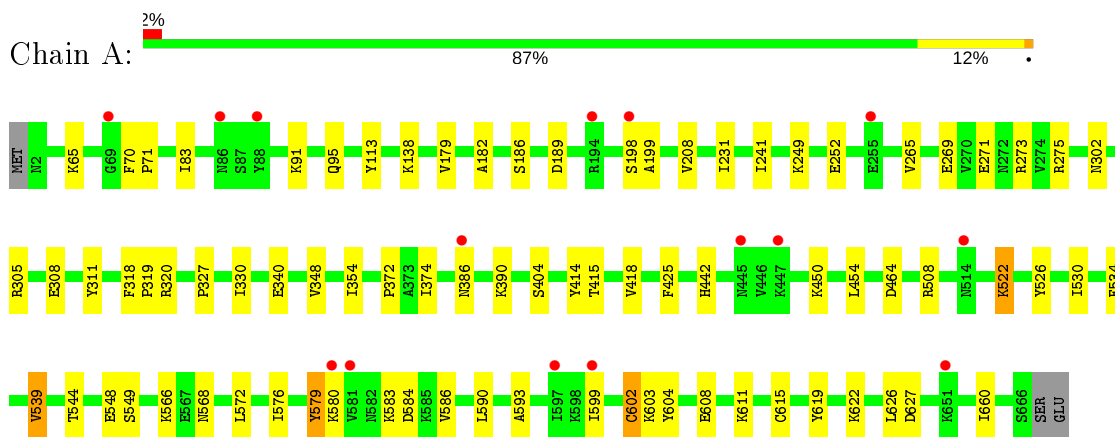 2%
Chain A:
87% 12% •
MET N2 K65 G69 F70 P71 I83 N86 S87 Y88 K91 Q95 Y113 K138 V179 A182 S186 D189 R194 S198 A199 V208 I231 I241 K249 E252 E255 V265 E269 V270 E271 N272 R273 V274 R275 N302
R305 E308 Y311 F318 P319 R320 P327 I330 E340 V348 I354 P372 A373 I374 N386 K390 S404 Y414 T415 V418 F425 H442 N445 V446 K447 K450 L454 D464 R508 N514 K522 Y526 I530
V539 T544 E548 S549 K566 E567 N568 L572 I576 Y579 K580 V581 N582 K583 D584 K585 V586 L590 A593 I597 K598 I599 C602 K603 Y604 E608 K611 C615 Y619 K622 L626 D627 K651 I660 S666 SER GLU